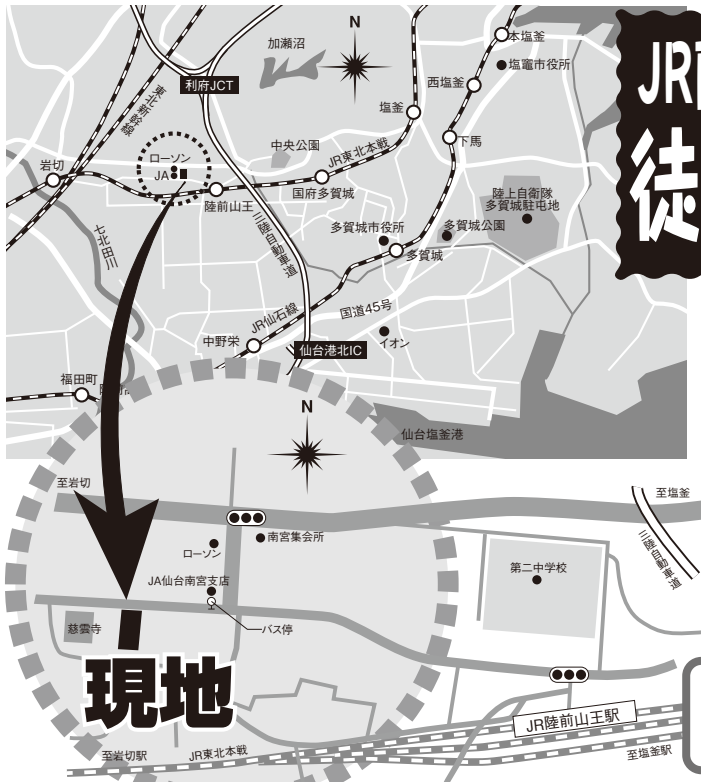 N
加瀬沼
本塩釜
塩竈市役所
利府JCT
西塩釜
東北新幹線
塩釜
下馬
中央公園
JR東北本戦
ローソン
JA
岩切
国府多賀城
陸上自衛隊
多賀城駐屯地
陸前山王
三陸自動車道
多賀城市役所
多賀城公園
七北田川
多賀城
国道45号
JR仙石線
イオン
中野栄
仙台港北IC
福田町
仙台塩釜港
JR
徒
N
至岩切
至塩釜
三陸自動車道
南宮集会所
ローソン
第二中学校
JA仙台南宮支店
慈雲寺
バス停
現地
JR陸前山王駅
至岩切駅
JR東北本戦
至塩釜駅